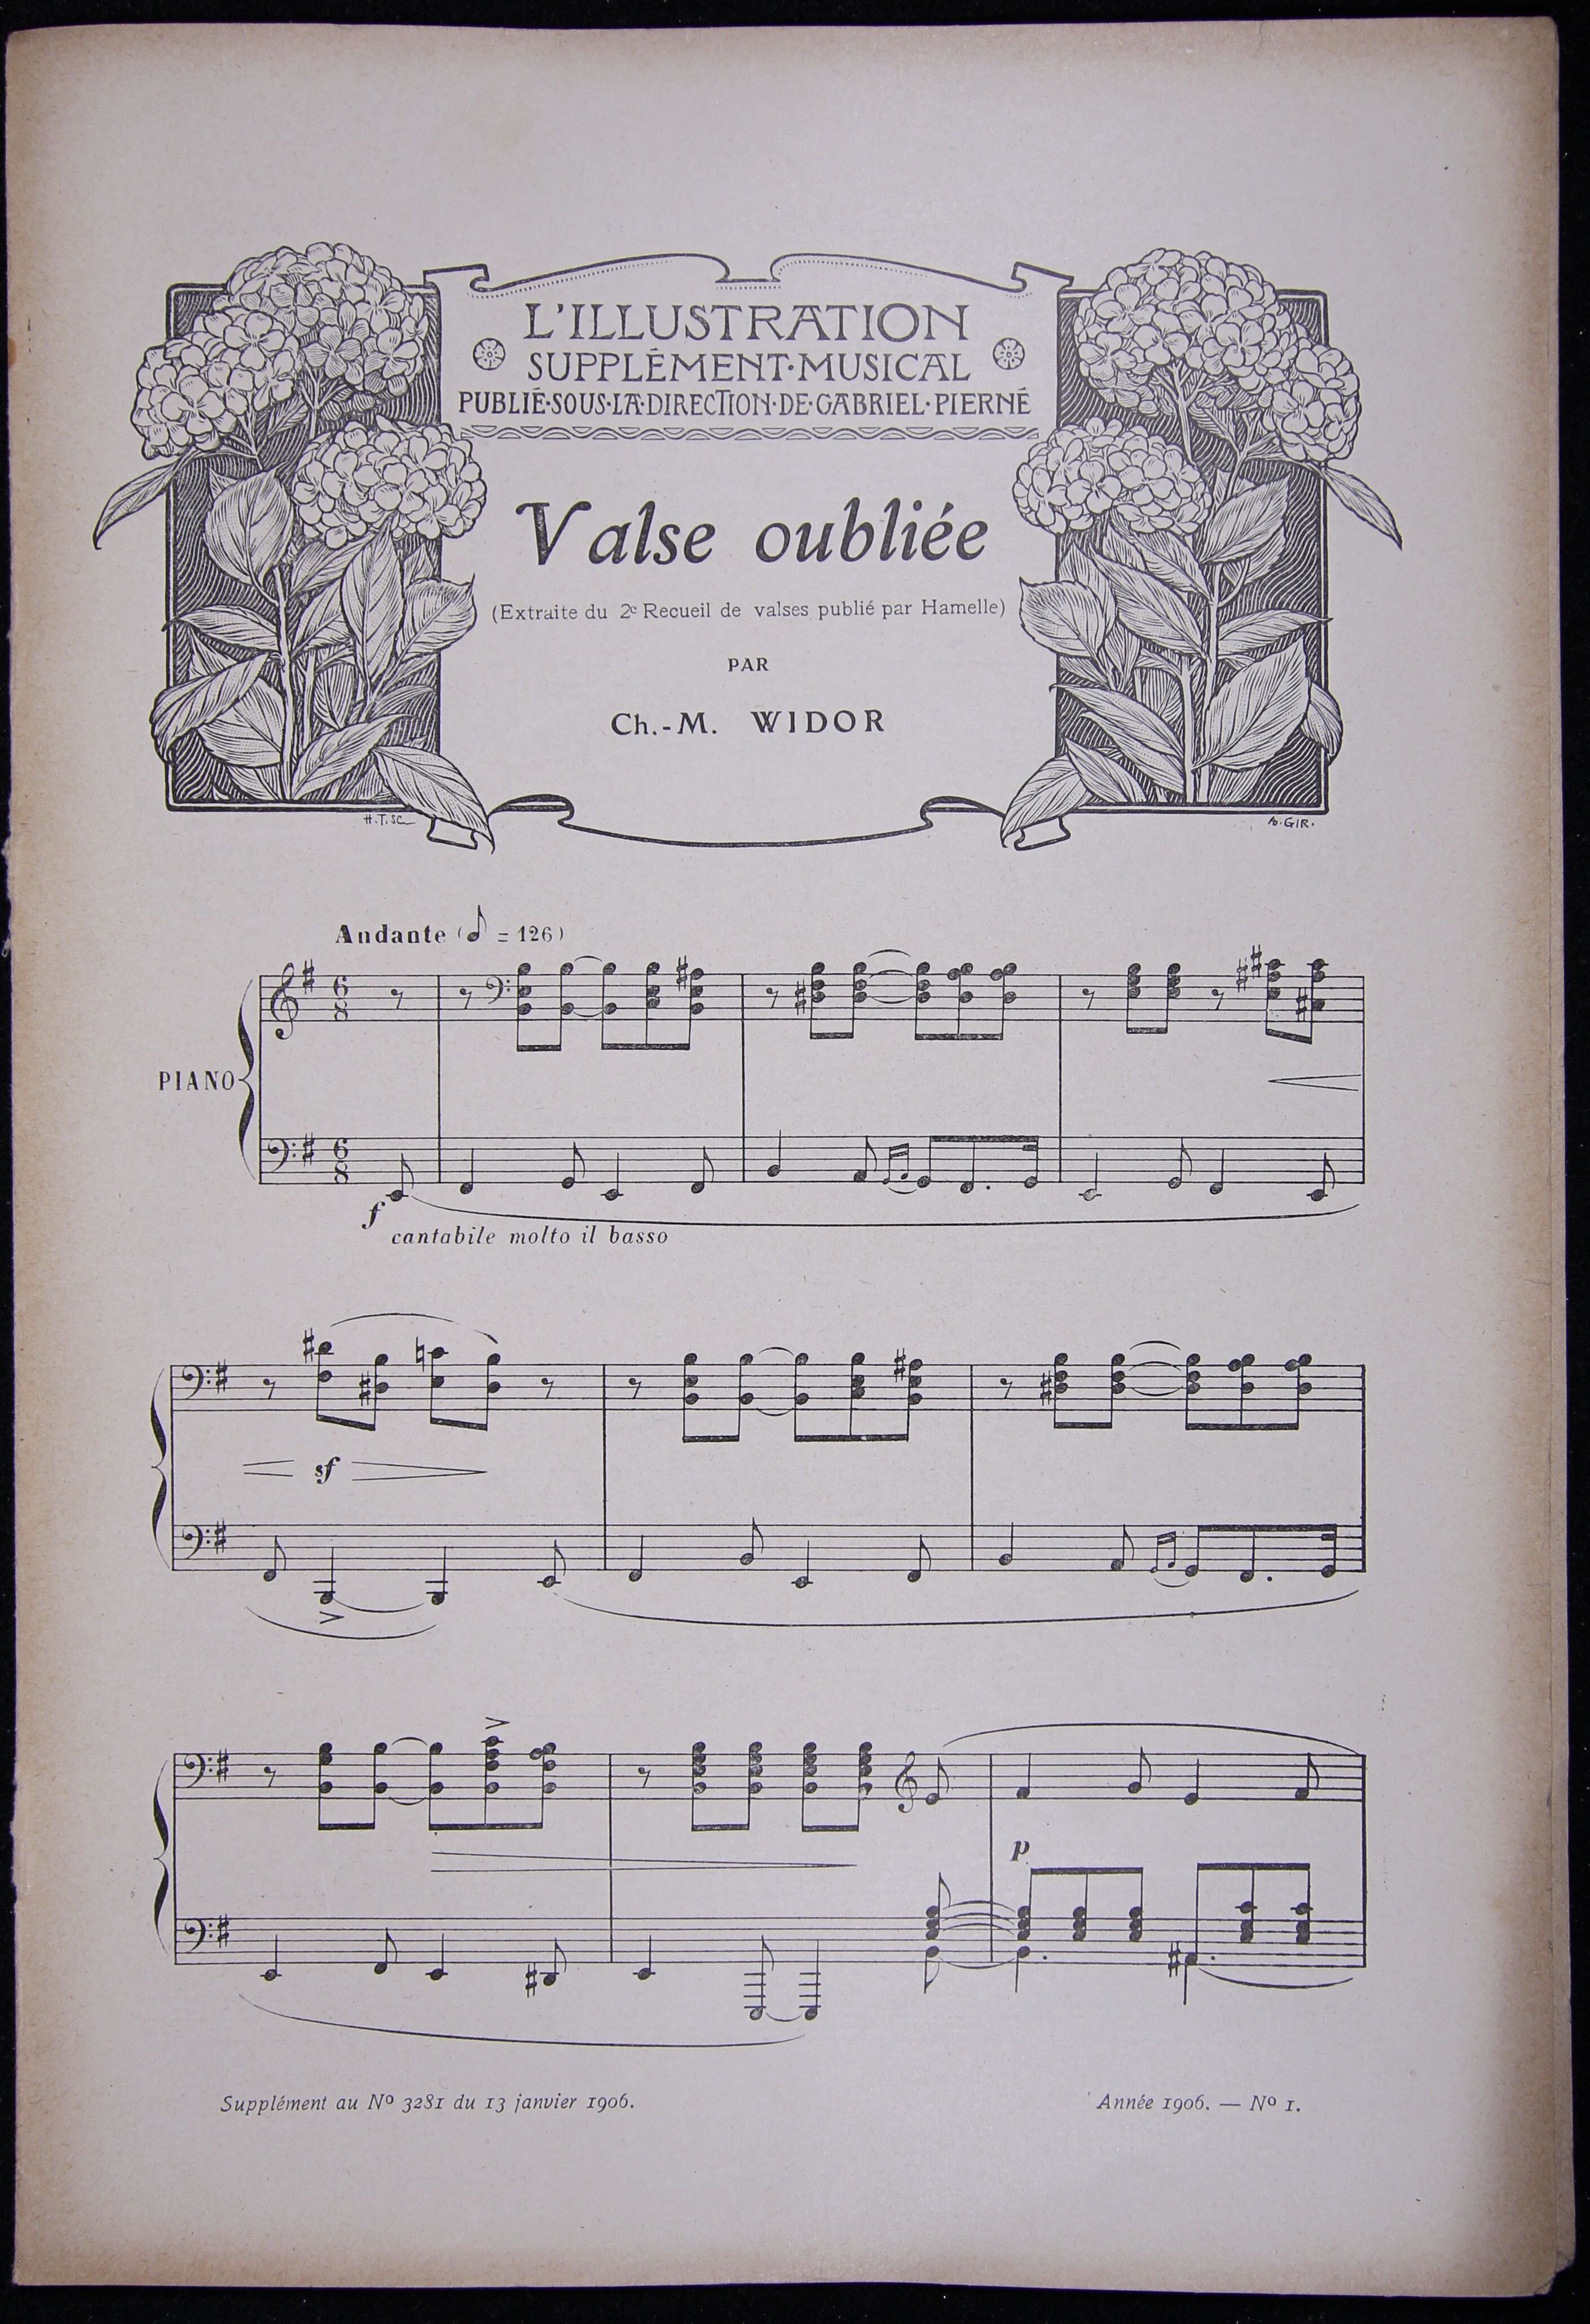 L'ILLUSTRATION
SUPPLÉMENT·MUSICAL
PUBLIÉ·SOUS·LA·DIRECTION·DE·GABRIEL·PIERNÉ
Valse oubliée
(Extraite du 2e Recueil de valses publié par Hamelle)
PAR
Ch.-M. WIDOR
H.T.SC
AD.GIR.
Andante (♪ = 126)
6
8
PIANO
6
8
f
cantabile molto il basso
sf
p
Supplément au No 3281 du 13 janvier 1906.
Année 1906. — No 1.